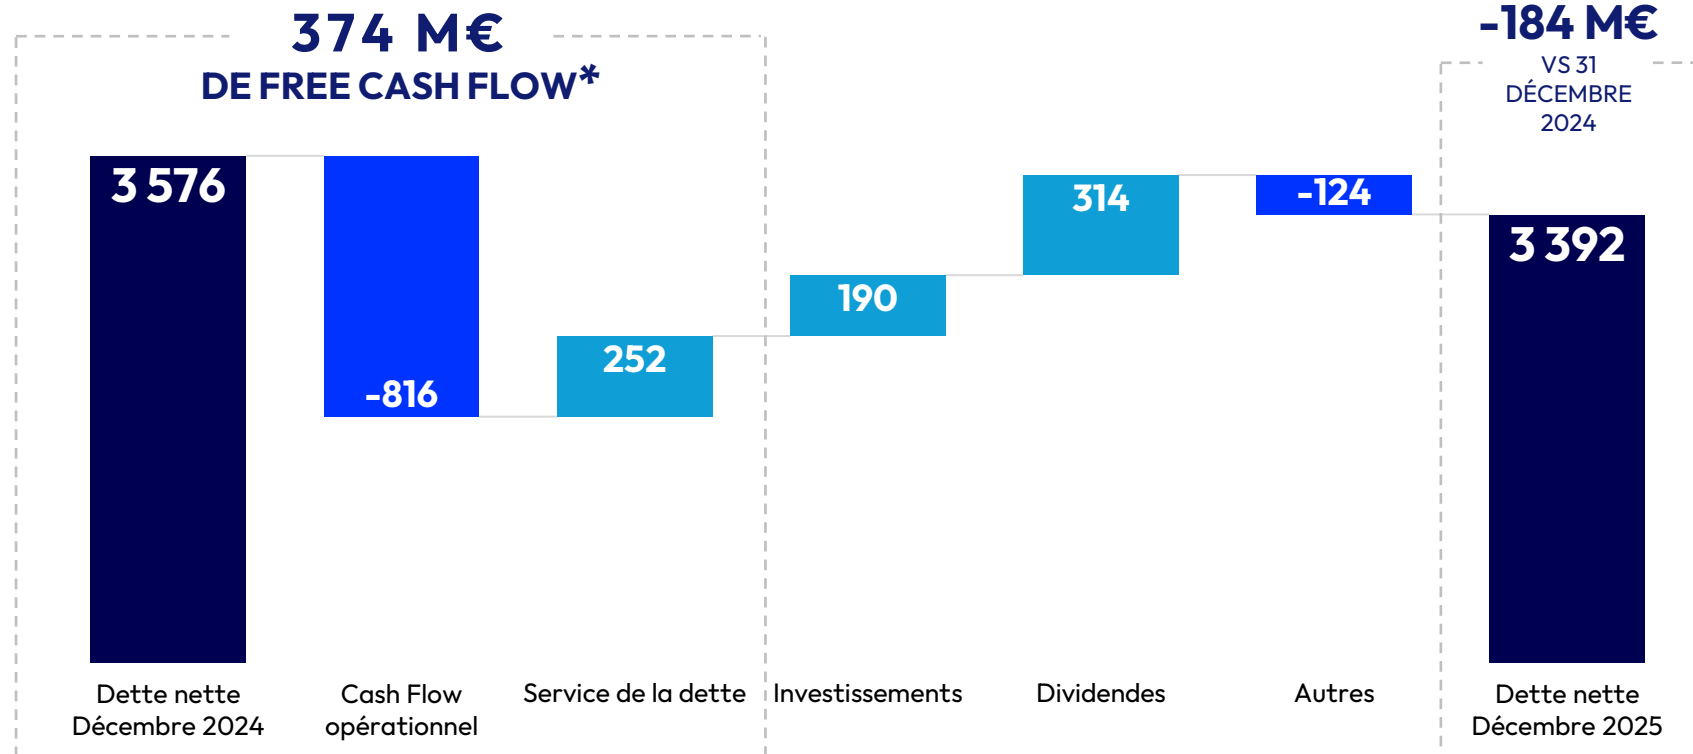 374 M€
DE FREE CASH FLOW*
-184 M€
VS 31
DÉCEMBRE
2024
3 576
-816
252
190
314
-124
3 392
Dette nette
Décembre 2024
Cash Flow
opérationnel
Service de la dette
Investissements
Dividendes
Autres
Dette nette
Décembre 2025